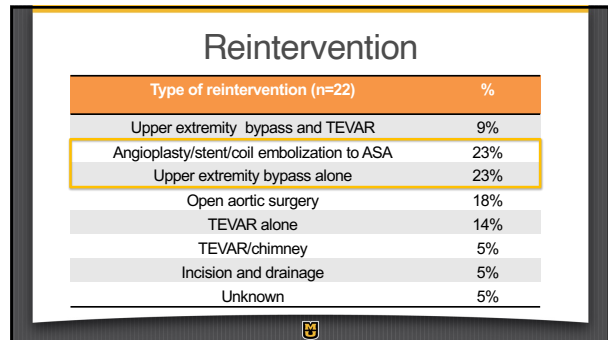 Reintervention
Type of reintervention (n=22) %
Upper extremity bypass and TEVAR 9%
Angioplasty/stent/coil embolization to ASA 23%
Upper extremity bypass alone 23%
Open aortic surgery 18%
TEVAR alone 14%
TEVAR/chimney 5%
Incision and drainage 5%
Unknown 5%
MU